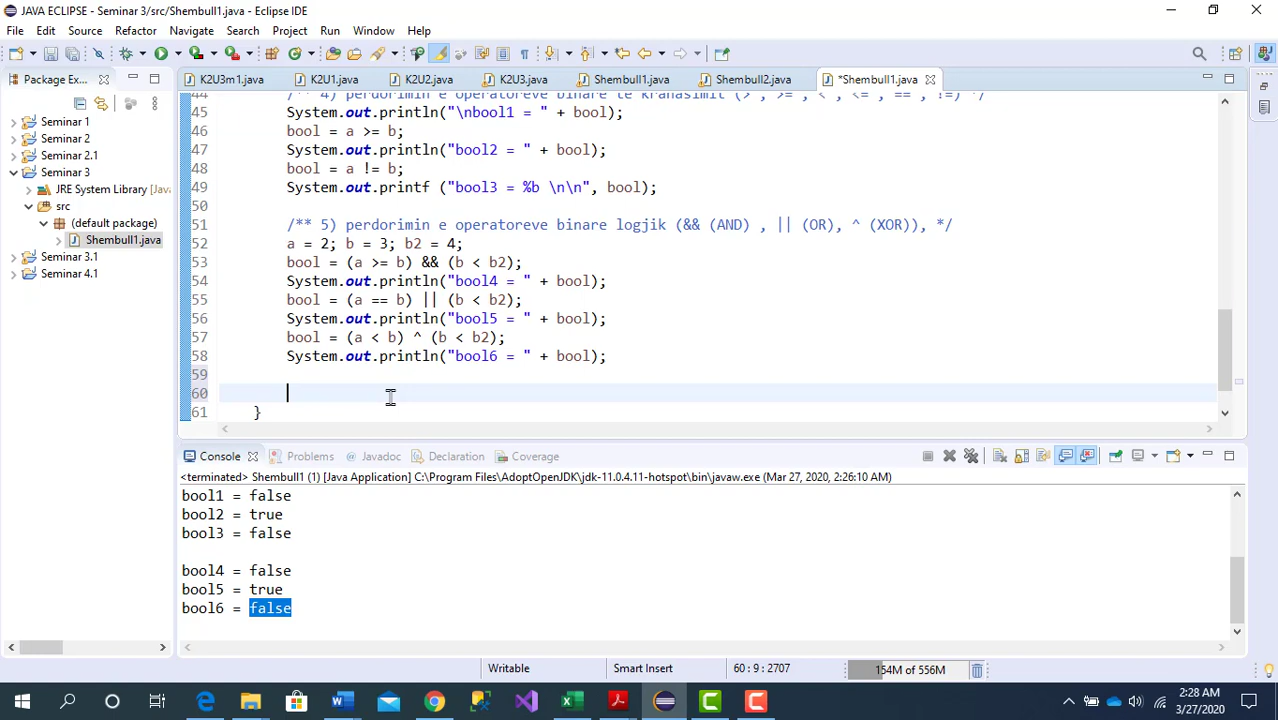 JAVA ECLIPSE - Seminar 3/src/Shembull1.java - Eclipse IDE
File Edit Source Refactor Navigate Search Project Run Window Help
Package Ex...
K2U3m1.java K2U1.java K2U2.java K2U3.java Shembull1.java Shembull2.java *Shembull1.java
Seminar 1
Seminar 2
Seminar 2.1
Seminar 3
JRE System Library [Java
src
(default package)
Shembull1.java
Seminar 3.1
Seminar 4.1
44 /** 4) perdorimin e operatoreve binare te krahasimit (> , >= , < , <= , == , !=) */
45 System.out.println("\nbool1 = " + bool);
46 bool = a >= b;
47 System.out.println("bool2 = " + bool);
48 bool = a != b;
49 System.out.printf ("bool3 = %b \n\n", bool);
50
51 /** 5) perdorimin e operatoreve binare logjik (&& (AND) , || (OR), ^ (XOR)), */
52 a = 2; b = 3; b2 = 4;
53 bool = (a >= b) && (b < b2);
54 System.out.println("bool4 = " + bool);
55 bool = (a == b) || (b < b2);
56 System.out.println("bool5 = " + bool);
57 bool = (a < b) ^ (b < b2);
58 System.out.println("bool6 = " + bool);
59
60
61 }
Console Problems Javadoc Declaration Coverage
<terminated> Shembull1 (1) [Java Application] C:\Program Files\AdoptOpenJDK\jdk-11.0.4.11-hotspot\bin\javaw.exe (Mar 27, 2020, 2:26:10 AM)
bool1 = false
bool2 = true
bool3 = false
bool4 = false
bool5 = true
bool6 = false
Writable Smart Insert 60 : 9 : 2707 154M of 556M
2:28 AM
3/27/2020